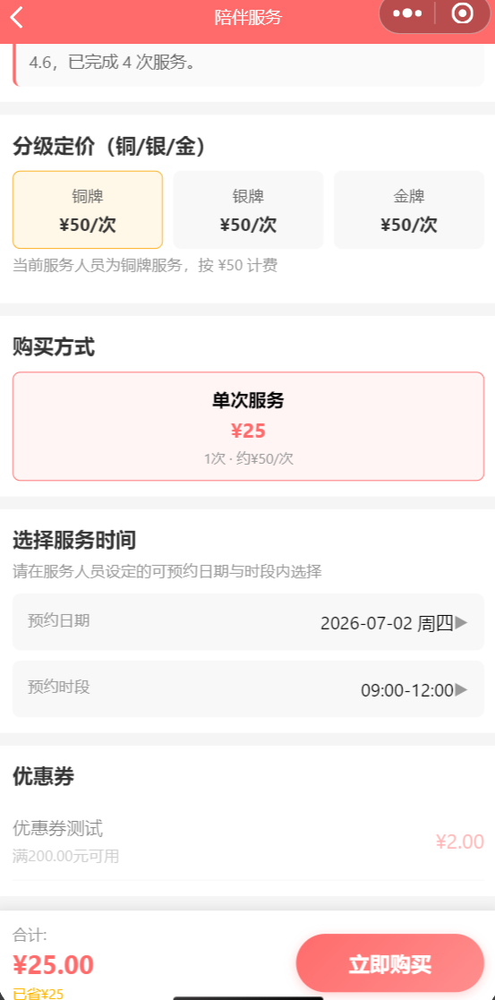 陪伴服务
4.6，已完成 4 次服务。
分级定价（铜/银/金）
铜牌 银牌 金牌
¥50/次 ¥50/次 ¥50/次
当前服务人员为铜牌服务，按 ¥50 计费
购买方式
单次服务
¥25
1次 · 约¥50/次
选择服务时间
请在服务人员设定的可预约日期与时段内选择
预约日期 2026-07-02 周四▶
预约时段 09:00-12:00▶
优惠券
优惠券测试
¥2.00
满200.00元可用
合计:
¥25.00
立即购买
已省¥25